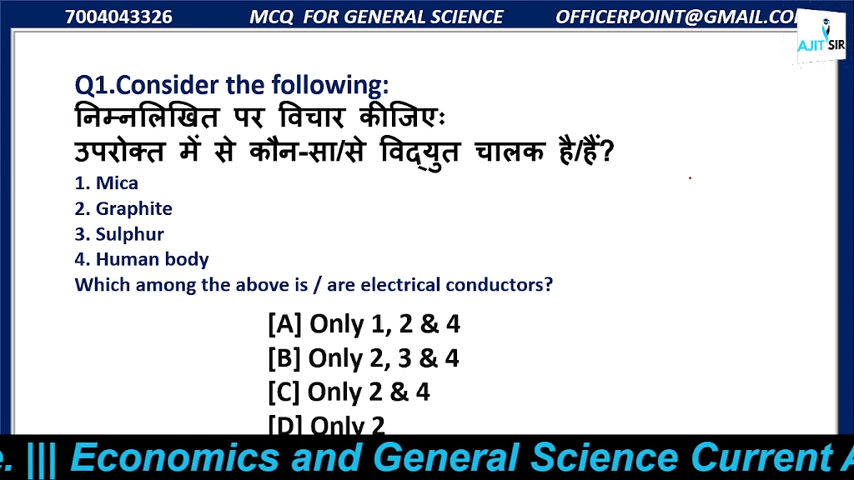 7004043326 MCQ FOR GENERAL SCIENCE OFFICERPOINT@GMAIL.CO
AJIT SIR
Q1.Consider the following:
निम्नलिखित पर विचार कीजिएः
उपरोक्त में से कौन-सा/से विद्युत चालक है/हैं?
1. Mica
2. Graphite
3. Sulphur
4. Human body
Which among the above is / are electrical conductors?
[A] Only 1, 2 & 4
[B] Only 2, 3 & 4
[C] Only 2 & 4
[D] Only 2
e. ||| Economics and General Science Current A